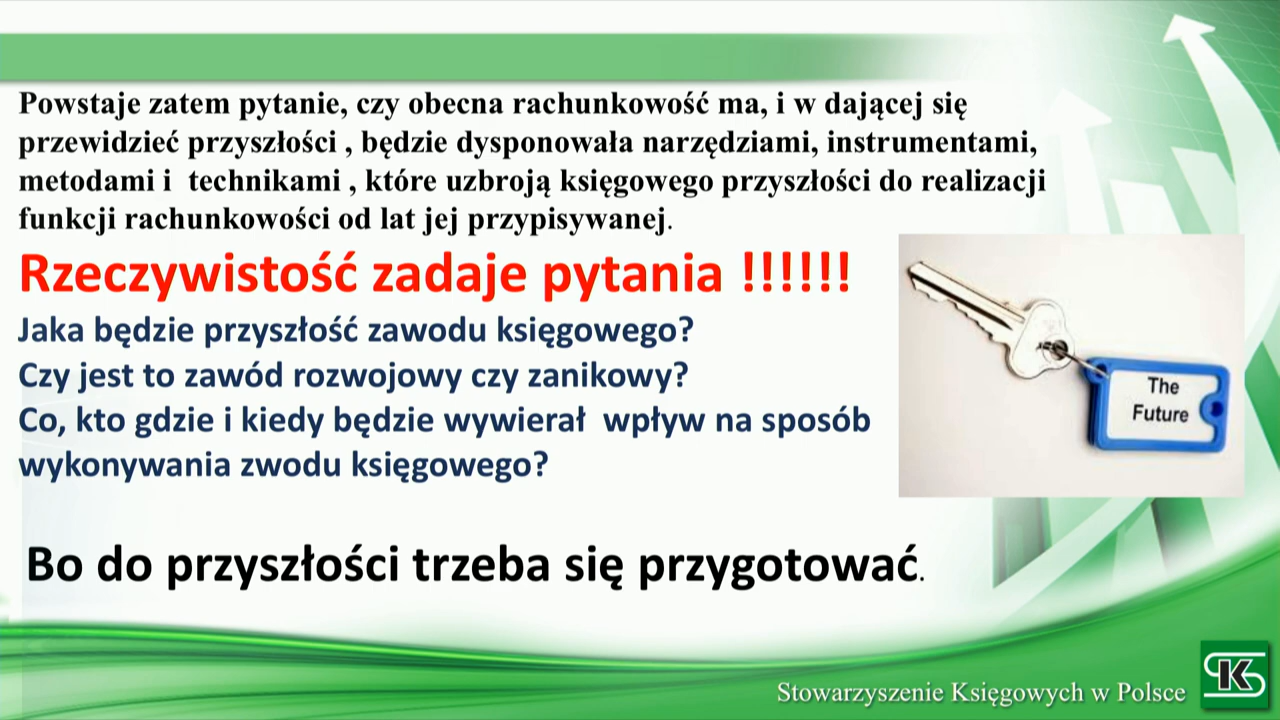 Powstaje zatem pytanie, czy obecna rachunkowość ma, i w dającej się
przewidzieć przyszłości , będzie dysponowała narzędziami, instrumentami,
metodami i  technikami , które uzbroją księgowego przyszłości do realizacji
funkcji rachunkowości od lat jej przypisywanej.
Rzeczywistość zadaje pytania !!!!!!
Jaka będzie przyszłość zawodu księgowego?
Czy jest to zawód rozwojowy czy zanikowy?
Co, kto gdzie i kiedy będzie wywierał  wpływ na sposób
wykonywania zwodu księgowego?
The
Future
Bo do przyszłości trzeba się przygotować.
Stowarzyszenie Księgowych w Polsce
SK